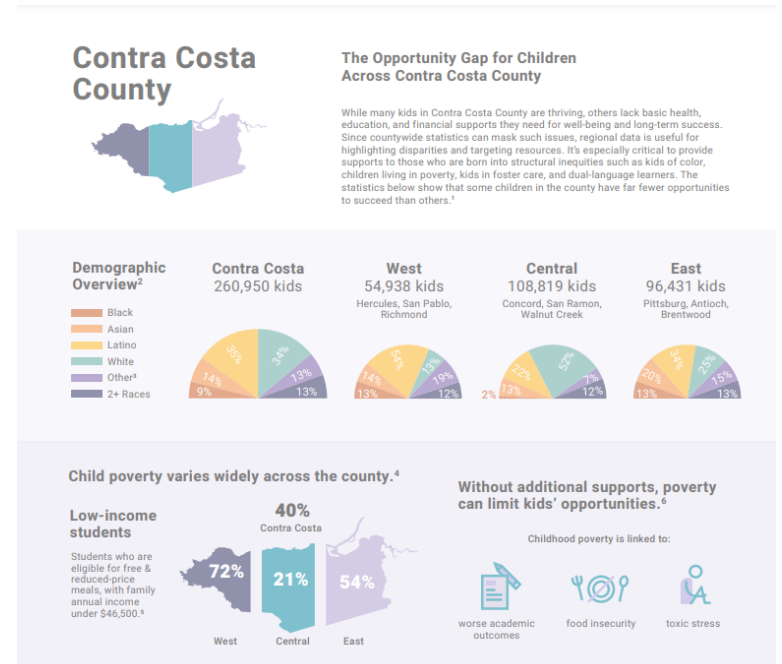 Contra Costa
County
The Opportunity Gap for Children
Across Contra Costa County
While many kids in Contra Costa County are thriving, others lack basic health,
education, and financial supports they need for well-being and long-term success.
Since countywide statistics can mask such issues, regional data is useful for
highlighting disparities and targeting resources. It's especially critical to provide
supports to those who are born into structural inequities such as kids of color,
children living in poverty, kids in foster care, and dual-language learners. The
statistics below show that some children in the county have far fewer opportunities
to succeed than others.¹
Demographic
Overview²
Black
Asian
Latino
White
Other³
2+ Races
Contra Costa
260,950 kids
9%
14%
35%
34%
13%
13%
West
54,938 kids
Hercules, San Pablo,
Richmond
13%
14%
54%
13%
19%
12%
Central
108,819 kids
Concord, San Ramon,
Walnut Creek
2%
13%
22%
52%
7%
12%
East
96,431 kids
Pittsburg, Antioch,
Brentwood
13%
20%
34%
25%
15%
13%
Child poverty varies widely across the county.⁴
Low-income
students
Students who are
eligible for free &
reduced-price
meals, with family
annual income
under $46,500.⁵
40%
Contra Costa
72%
21%
54%
West
Central
East
Without additional supports, poverty
can limit kids' opportunities.⁶
Childhood poverty is linked to:
worse academic
outcomes
food insecurity
toxic stress